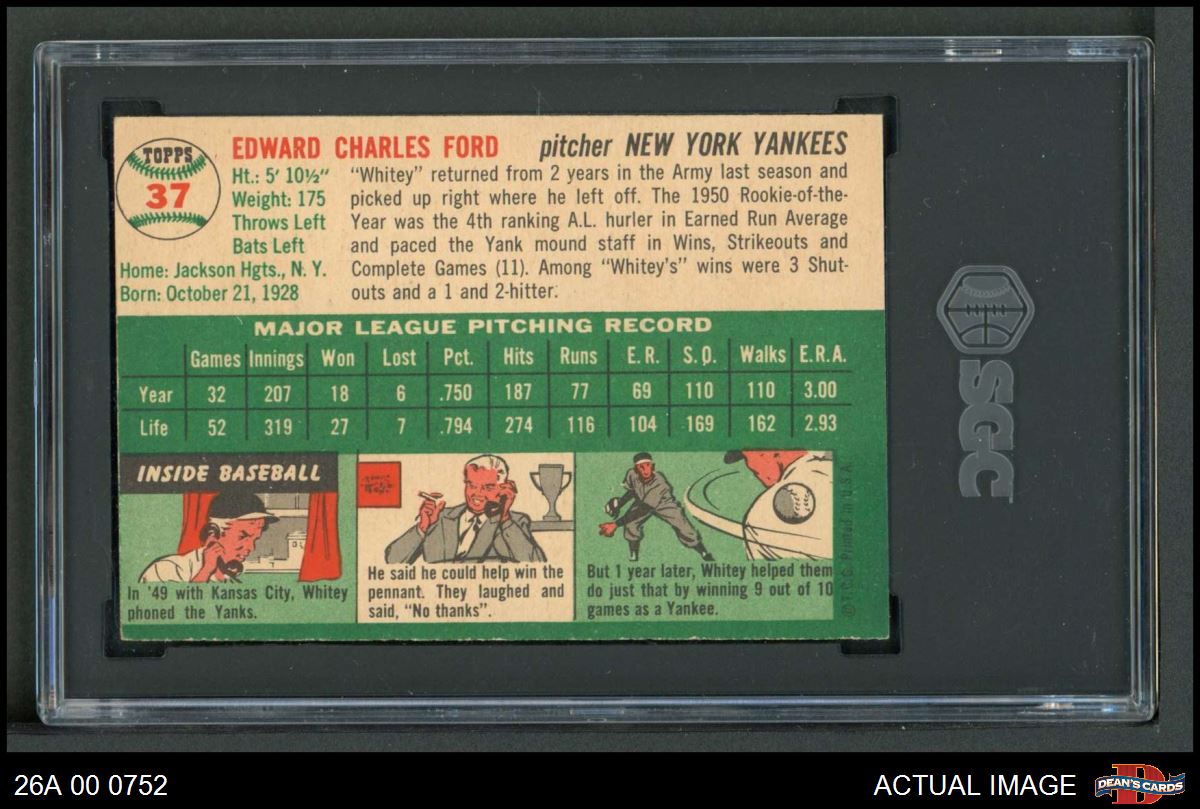 TOPPS
37
EDWARD CHARLES FORD pitcher NEW YORK YANKEES
Ht.: 5' 10½"
Weight: 175
Throws Left
Bats Left
Home: Jackson Hgts., N. Y.
Born: October 21, 1928
"Whitey" returned from 2 years in the Army last season and
picked up right where he left off. The 1950 Rookie-of-the-
Year was the 4th ranking A.L. hurler in Earned Run Average
and paced the Yank mound staff in Wins, Strikeouts and
Complete Games (11). Among "Whitey's" wins were 3 Shut-
outs and a 1 and 2-hitter.
MAJOR LEAGUE PITCHING RECORD
Games Innings Won Lost Pct. Hits Runs E. R. S. O. Walks E.R.A.
Year 32 207 18 6 .750 187 77 69 110 110 3.00
Life 52 319 27 7 .794 274 116 104 169 162 2.93
INSIDE BASEBALL
In '49 with Kansas City, Whitey
phoned the Yanks.
He said he could help win the
pennant. They laughed and
said, "No thanks".
But 1 year later, Whitey helped them
do just that by winning 9 out of 10
games as a Yankee.
©T.C.G. Printed in U.S.A.
SGC
26A 00 0752
ACTUAL IMAGE
DEAN'S CARDS